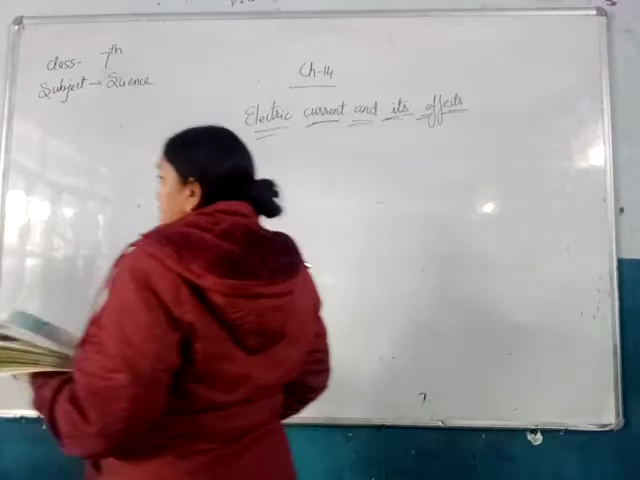 class- 7th
Subject → Science
Ch-14
Electric current and its effects